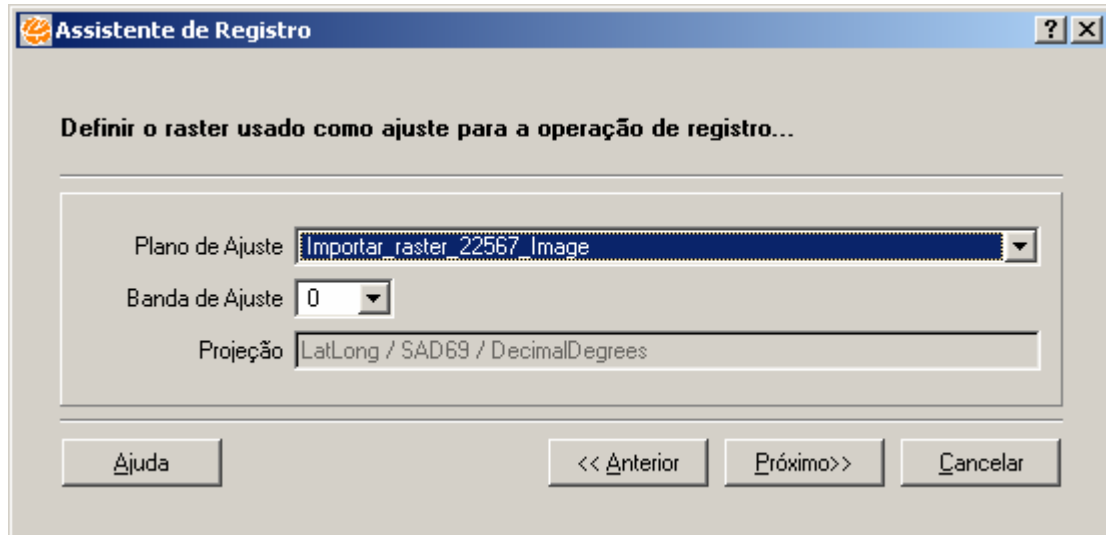 Assistente de Registro
Definir o raster usado como ajuste para a operação de registro...
Plano de Ajuste Importar_raster_22567_Image
Banda de Ajuste 0
Projeção LatLong / SAD69 / DecimalDegrees
Ajuda << Anterior Próximo>> Cancelar